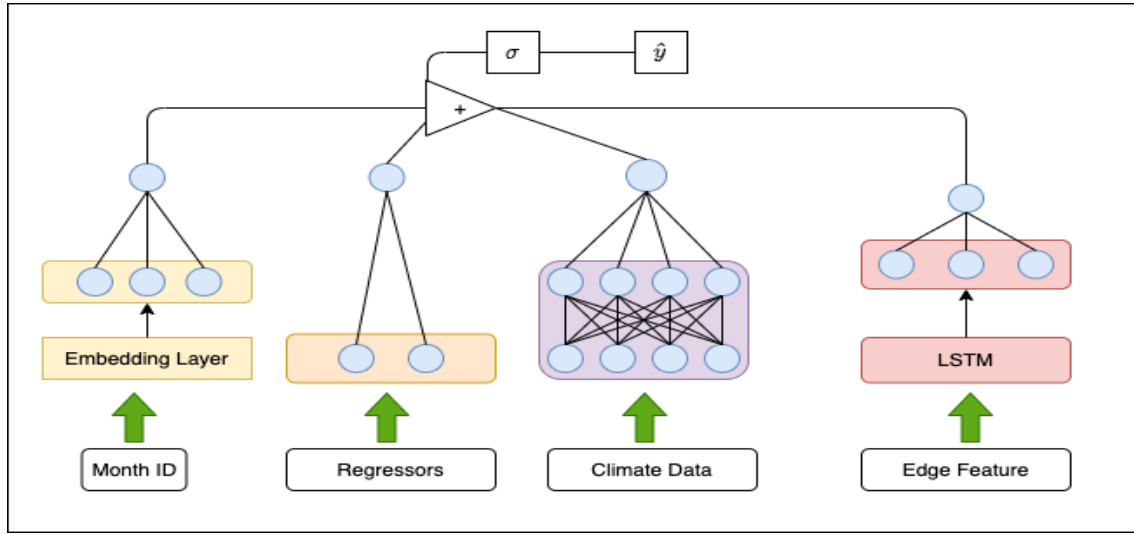 σ
ŷ
+
Embedding Layer
LSTM
Month ID
Regressors
Climate Data
Edge Feature